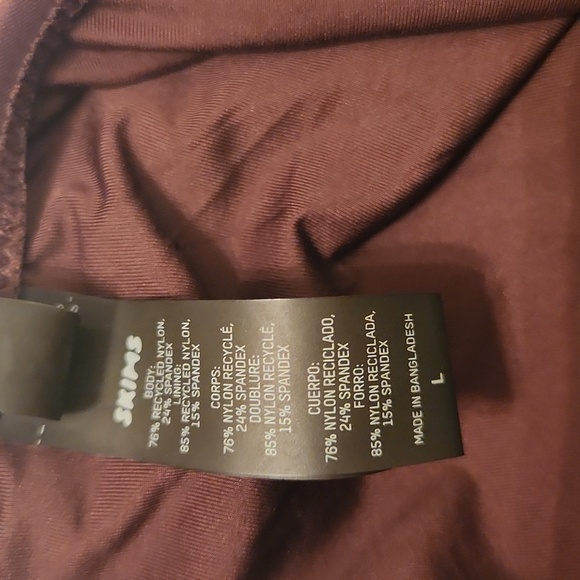 SKIMS
BODY:
76% RECYCLED NYLON,
24% SPANDEX
LINING:
85% RECYCLED NYLON,
15% SPANDEX
CORPS:
76% NYLON RECYCLÉ,
24% SPANDEX
DOUBLURE:
85% NYLON RECYCLÉ,
15% SPANDEX
CUERPO:
76% NYLON RECICLADO,
24% SPANDEX
FORRO:
85% NYLON RECICLADA,
15% SPANDEX
MADE IN BANGLADESH
L